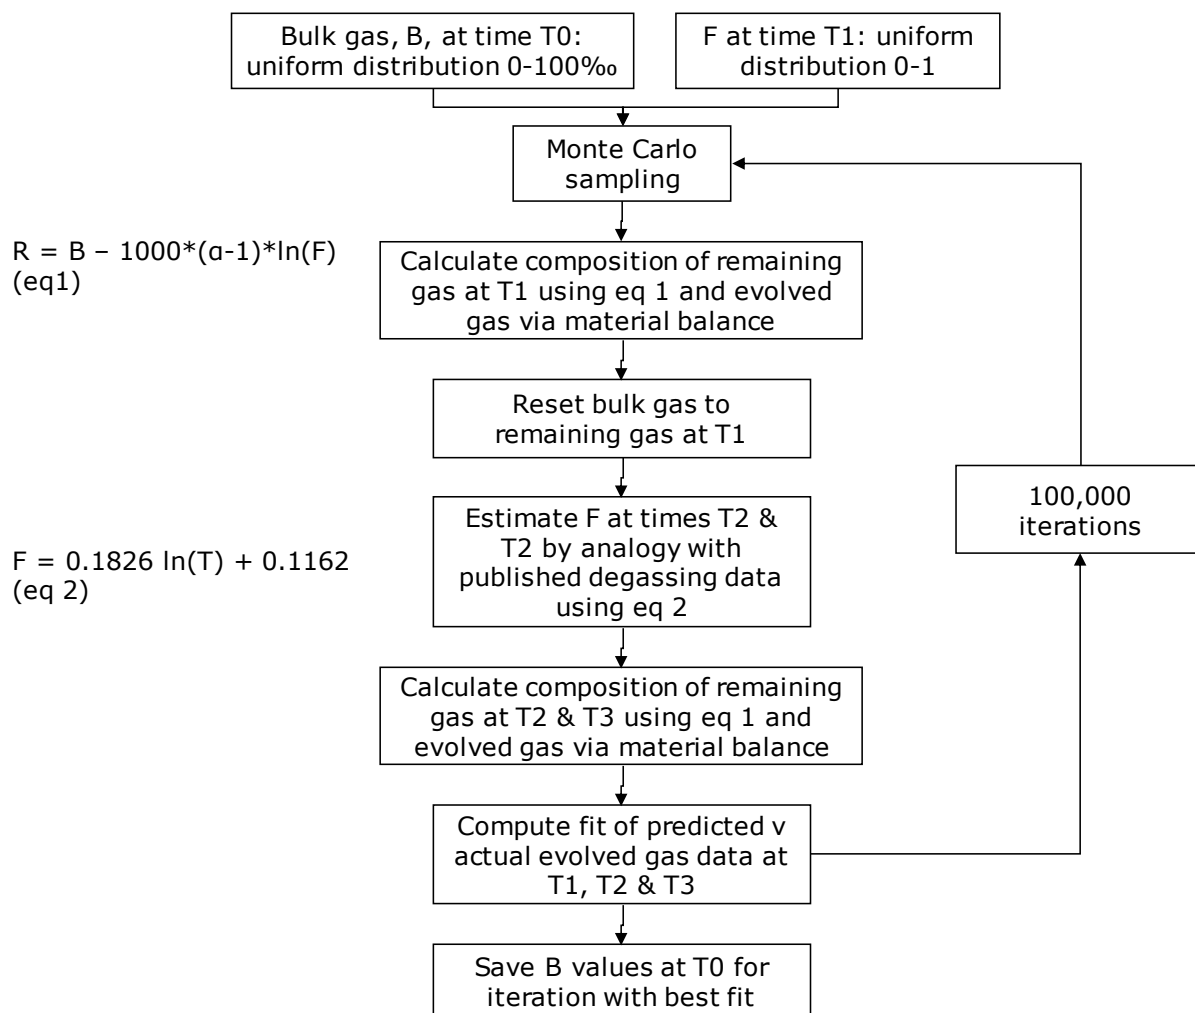 Bulk gas, B, at time T0:
uniform distribution 0-100‰
F at time T1: uniform
distribution 0-1
Monte Carlo
sampling
R = B – 1000*(α-1)*ln(F)
(eq1)
Calculate composition of remaining
gas at T1 using eq 1 and evolved
gas via material balance
Reset bulk gas to
remaining gas at T1
100,000
iterations
Estimate F at times T2 &
T2 by analogy with
published degassing data
using eq 2
F = 0.1826 ln(T) + 0.1162
(eq 2)
Calculate composition of remaining
gas at T2 & T3 using eq 1 and
evolved gas via material balance
Compute fit of predicted v
actual evolved gas data at
T1, T2 & T3
Save B values at T0 for
iteration with best fit